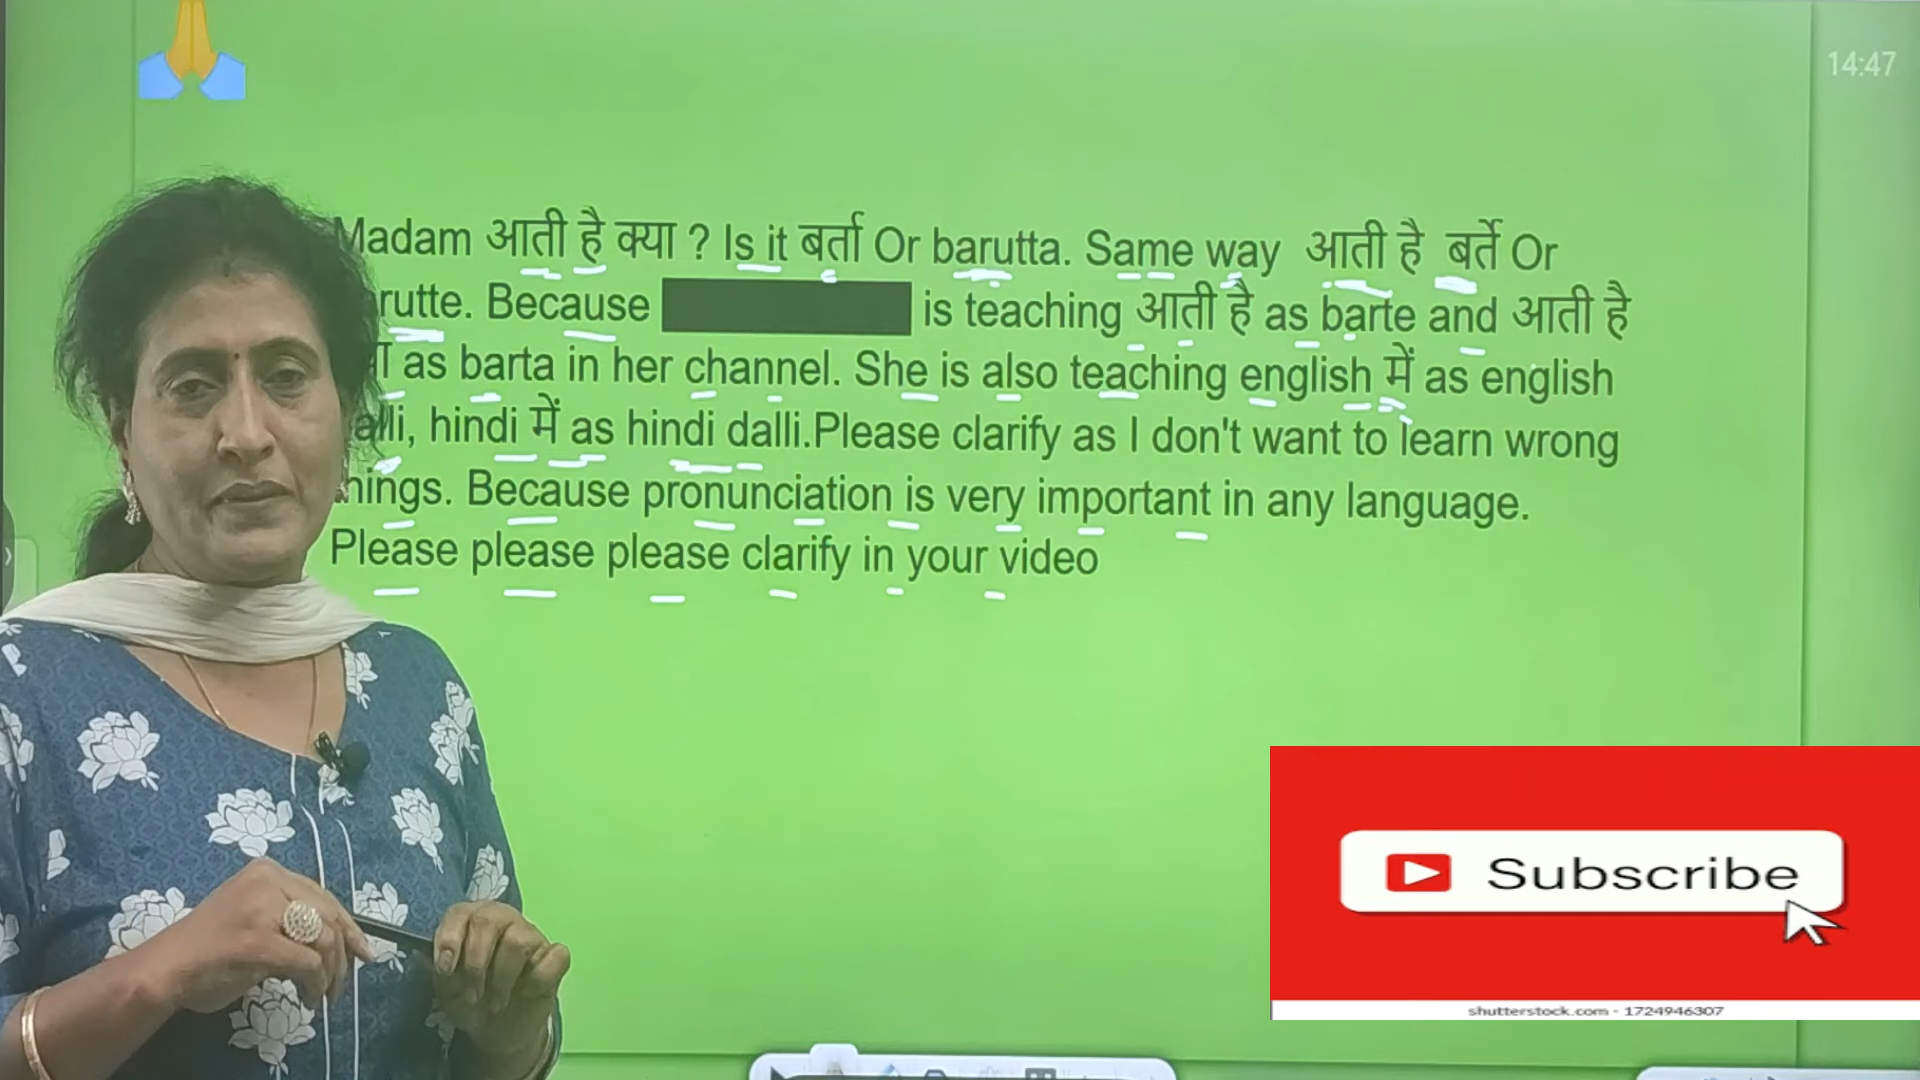 14:47
Madam आती है क्या ? Is it बर्ता Or barutta. Same way आती है बर्ते Or
rutte. Because is teaching आती है as barte and आती है
as barta in her channel. She is also teaching english में as english
alli, hindi में as hindi dalli.Please clarify as I don't want to learn wrong
hings. Because pronunciation is very important in any language.
Please please please clarify in your video
Subscribe
shutterstock.com - 1724946307